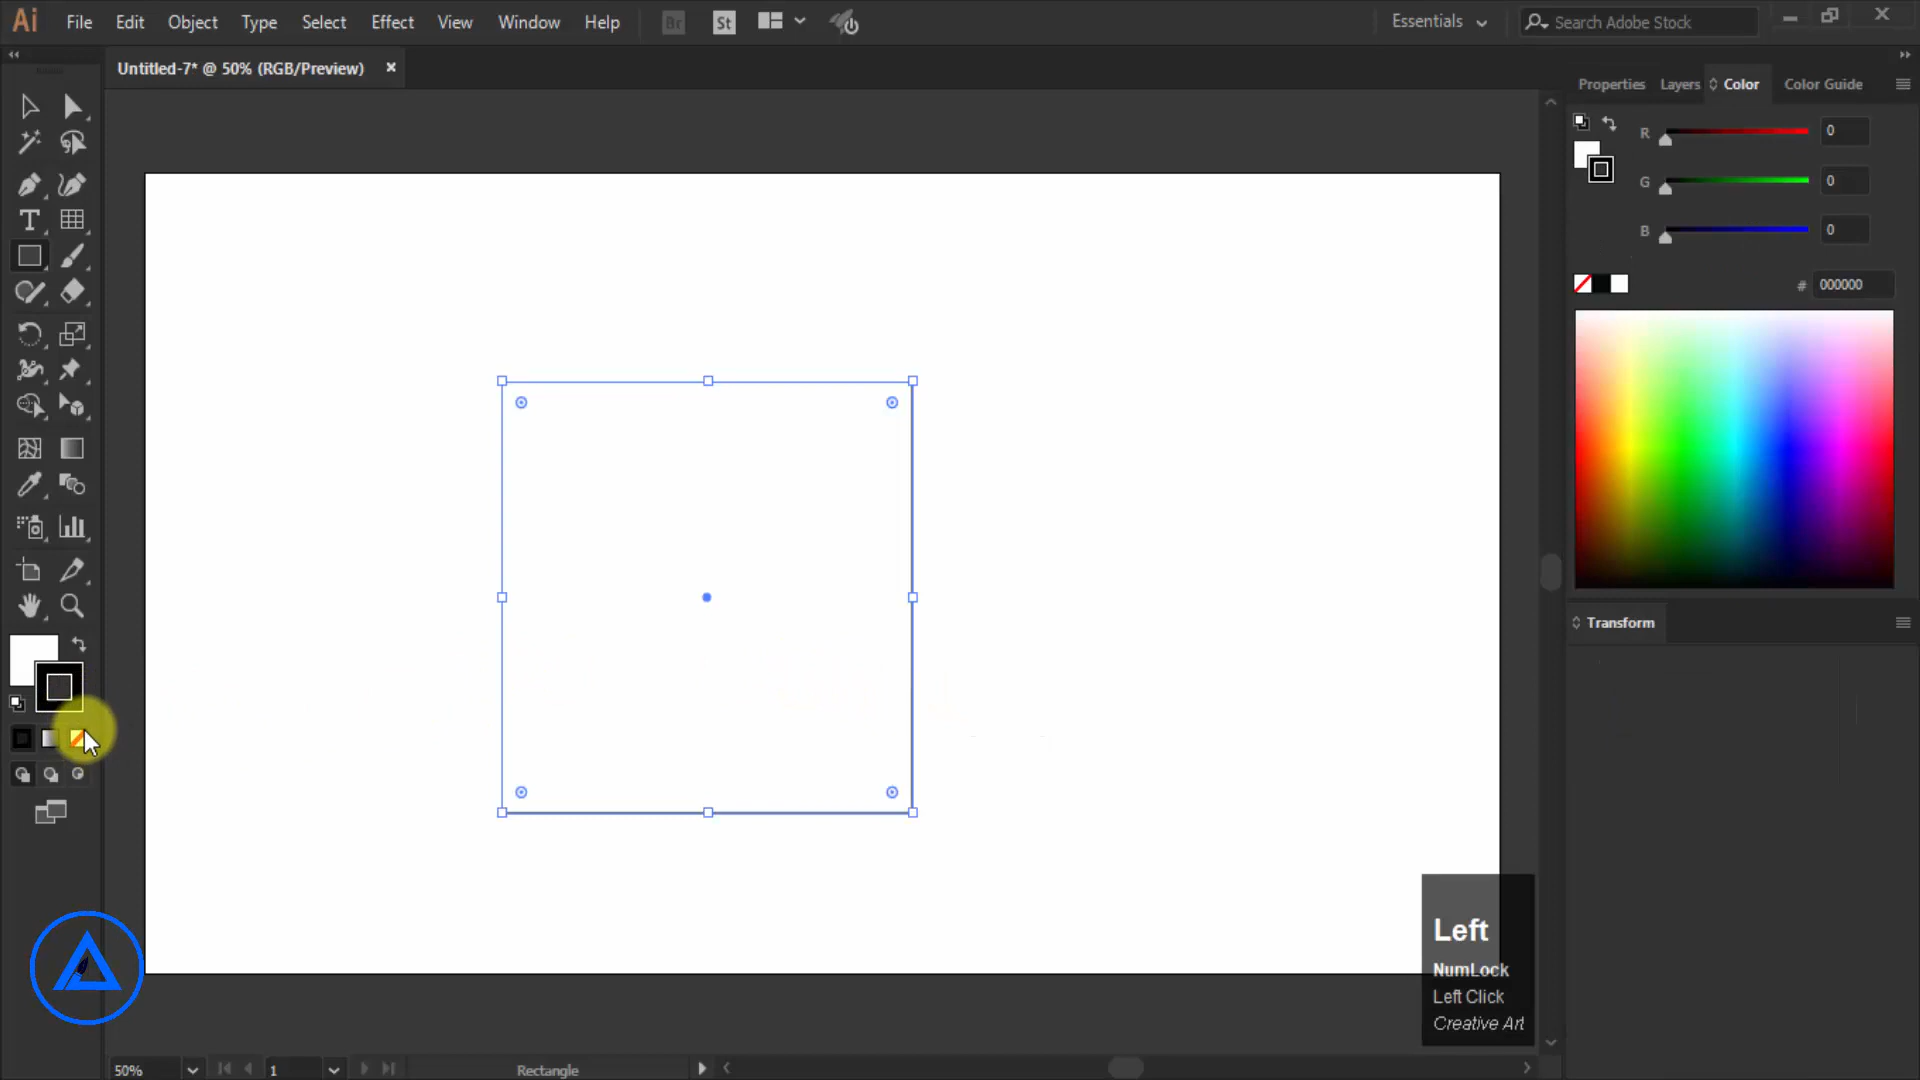 Ai File Edit Object Type Select Effect View Window Help Br St Essentials Search Adobe Stock
Untitled-7* @ 50% (RGB/Preview)
Properties Layers Color Color Guide
R 0
G 0
B 0
# 000000
T
Transform
Left
NumLock
Left Click
Creative Art
50% 1 Rectangle